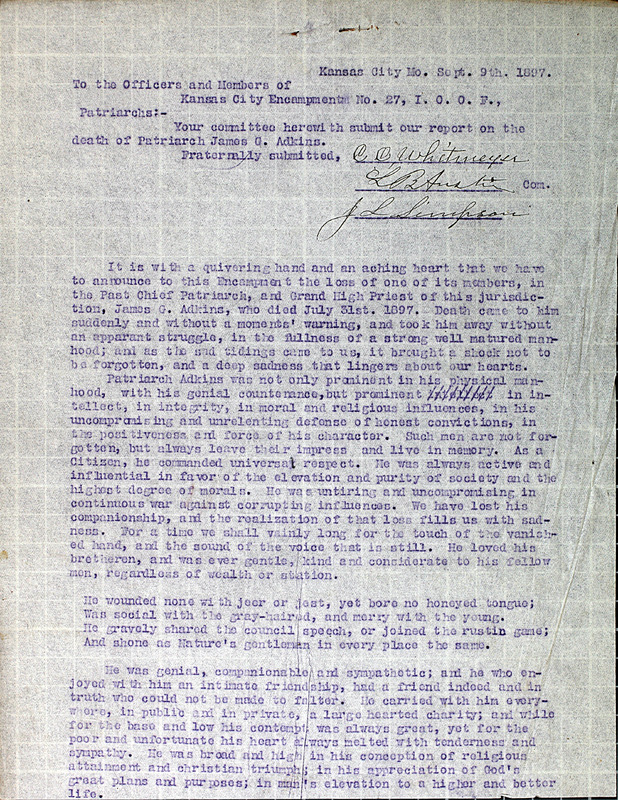 Kansas City Mo. Sept. 9th. 1897.
To the Officers and Members of
Kansas City Encampment No. 27, I. O. O. F.,
Patriarchs:-
Your committee herewith submit our report on the
death of Patriarch James G. Adkins.
Fraternally submitted, C. C. Whitmeyer
L B Austin Com.
J L Simpson
It is with a quivering hand and an aching heart that we have
to announce to this Encampment the loss of one of its members, in
the Past Chief Patriarch, and Grand High Priest of this jurisdic-
tion, James G. Adkins, who died July 31st. 1897. Death came to him
suddenly and without a moments' warning, and took him away without
an apparant struggle, in the fullness of a strong well matured man-
hood; and as the sad tidings came to us, it brought a shock not to
be forgotten, and a deep sadness that lingers about our hearts.
Patriarch Adkins was not only prominent in his physical man-
hood, with his genial countenance, but prominent in in-
tellect, in integrity, in moral and religious influences, in his
uncompromising and unrelenting defense of honest convictions, in
the positiveness and force of his character. Such men are not for-
gotten, but always leave their impress and live in memory. As a
Citizen, he commanded universal respect. He was always active and
influential in favor of the elevation and purity of society and the
highest degree of morals. He was untiring and uncompromising in
continuous war against corrupting influences. We have lost his
companionship, and the realization of that loss fills us with sad-
ness. For a time we shall vainly long for the touch of the vanish-
ed hand, and the sound of the voice that is still. He loved his
bretheren, and was ever gentle, kind and considerate to his fellow
men, regardless of wealth or station.
He wounded none with jeer or jest, yet bore no honeyed tongue;
Was social with the gray-haired, and merry with the young.
He gravely shared the council speech, or joined the rustin game;
And shone as Nature's gentleman in every place the same.
He was genial, companionable and sympathetic; and he who en-
joyed with him an intimate friendship, had a friend indeed and in
truth who could not be made to falter. He carried with him every-
where, in public and in private, a large hearted charity; and while
for the base and low his contempt was always great, yet for the
poor and unfortunate his heart always melted with tenderness and
sympathy. He was broad and high in his conception of religious
attainment and christian triumph; in his appreciation of God's
great plans and purposes; in man's elevation to a higher and better
life.